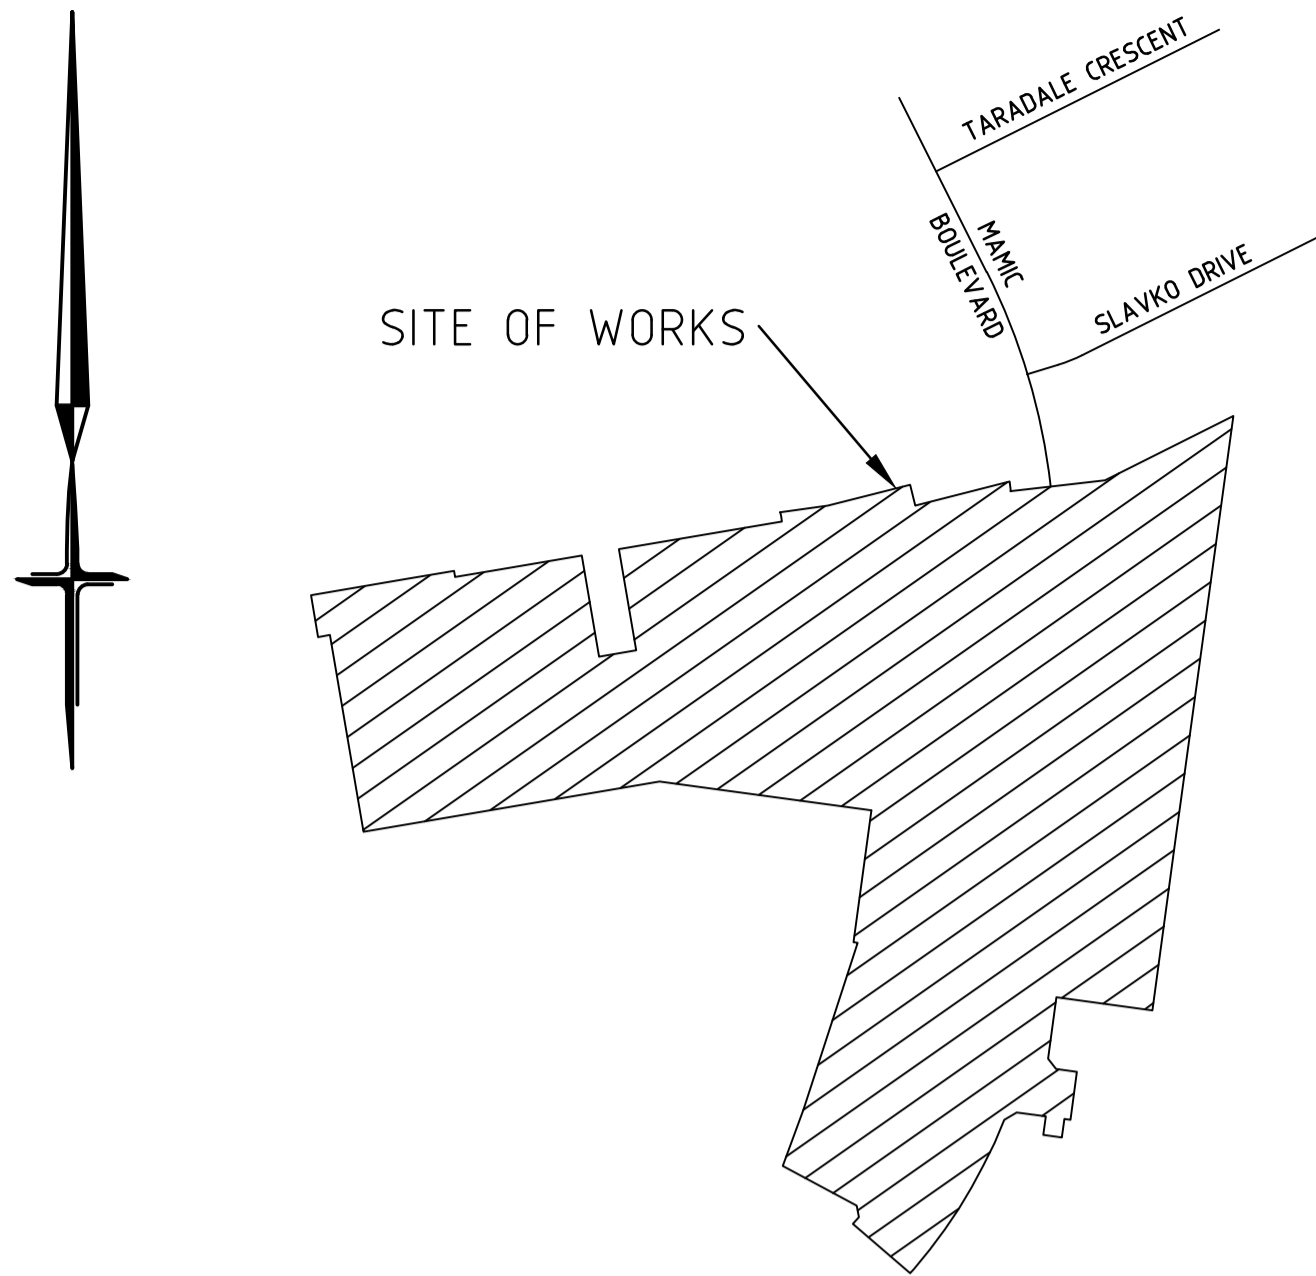 TARADALE CRESCENT
MAMIC
BOULEVARD
SLAVKO DRIVE
SITE OF WORKS